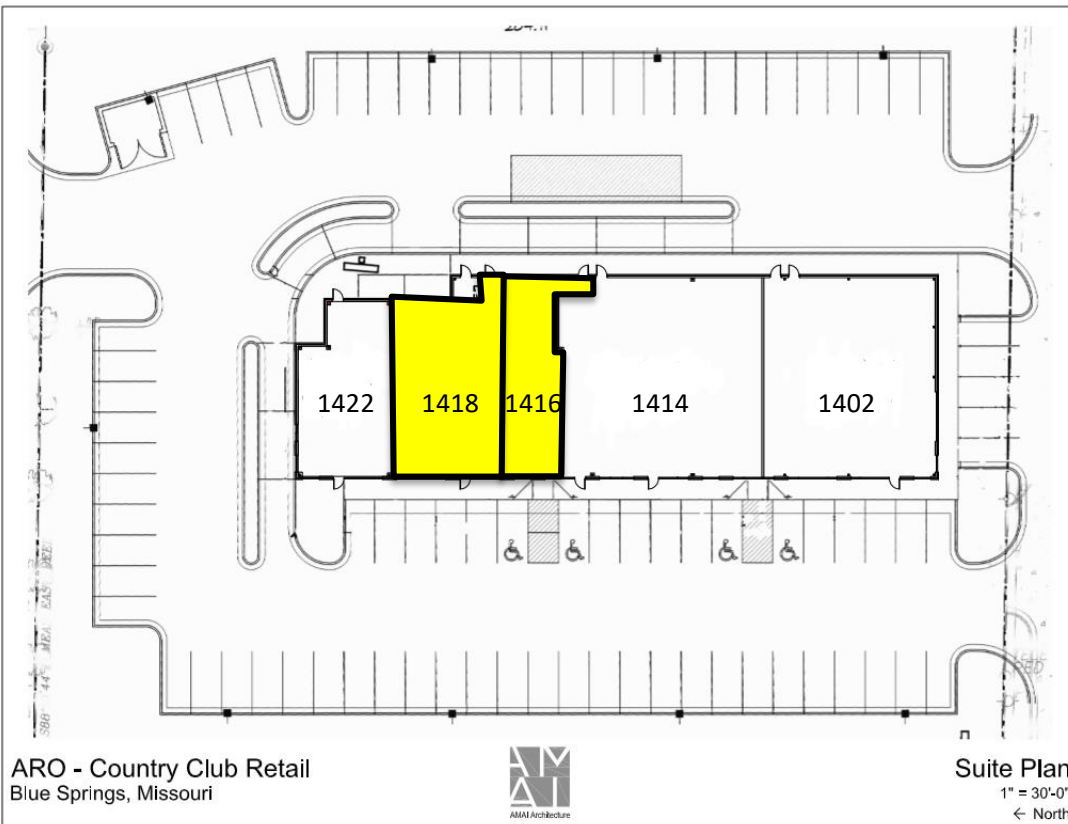 1422
1418
1416
1414
1402
ARO - Country Club Retail
Blue Springs, Missouri
AMAI
AMAI Architecture
Suite Plan
1" = 30'-0"
← North